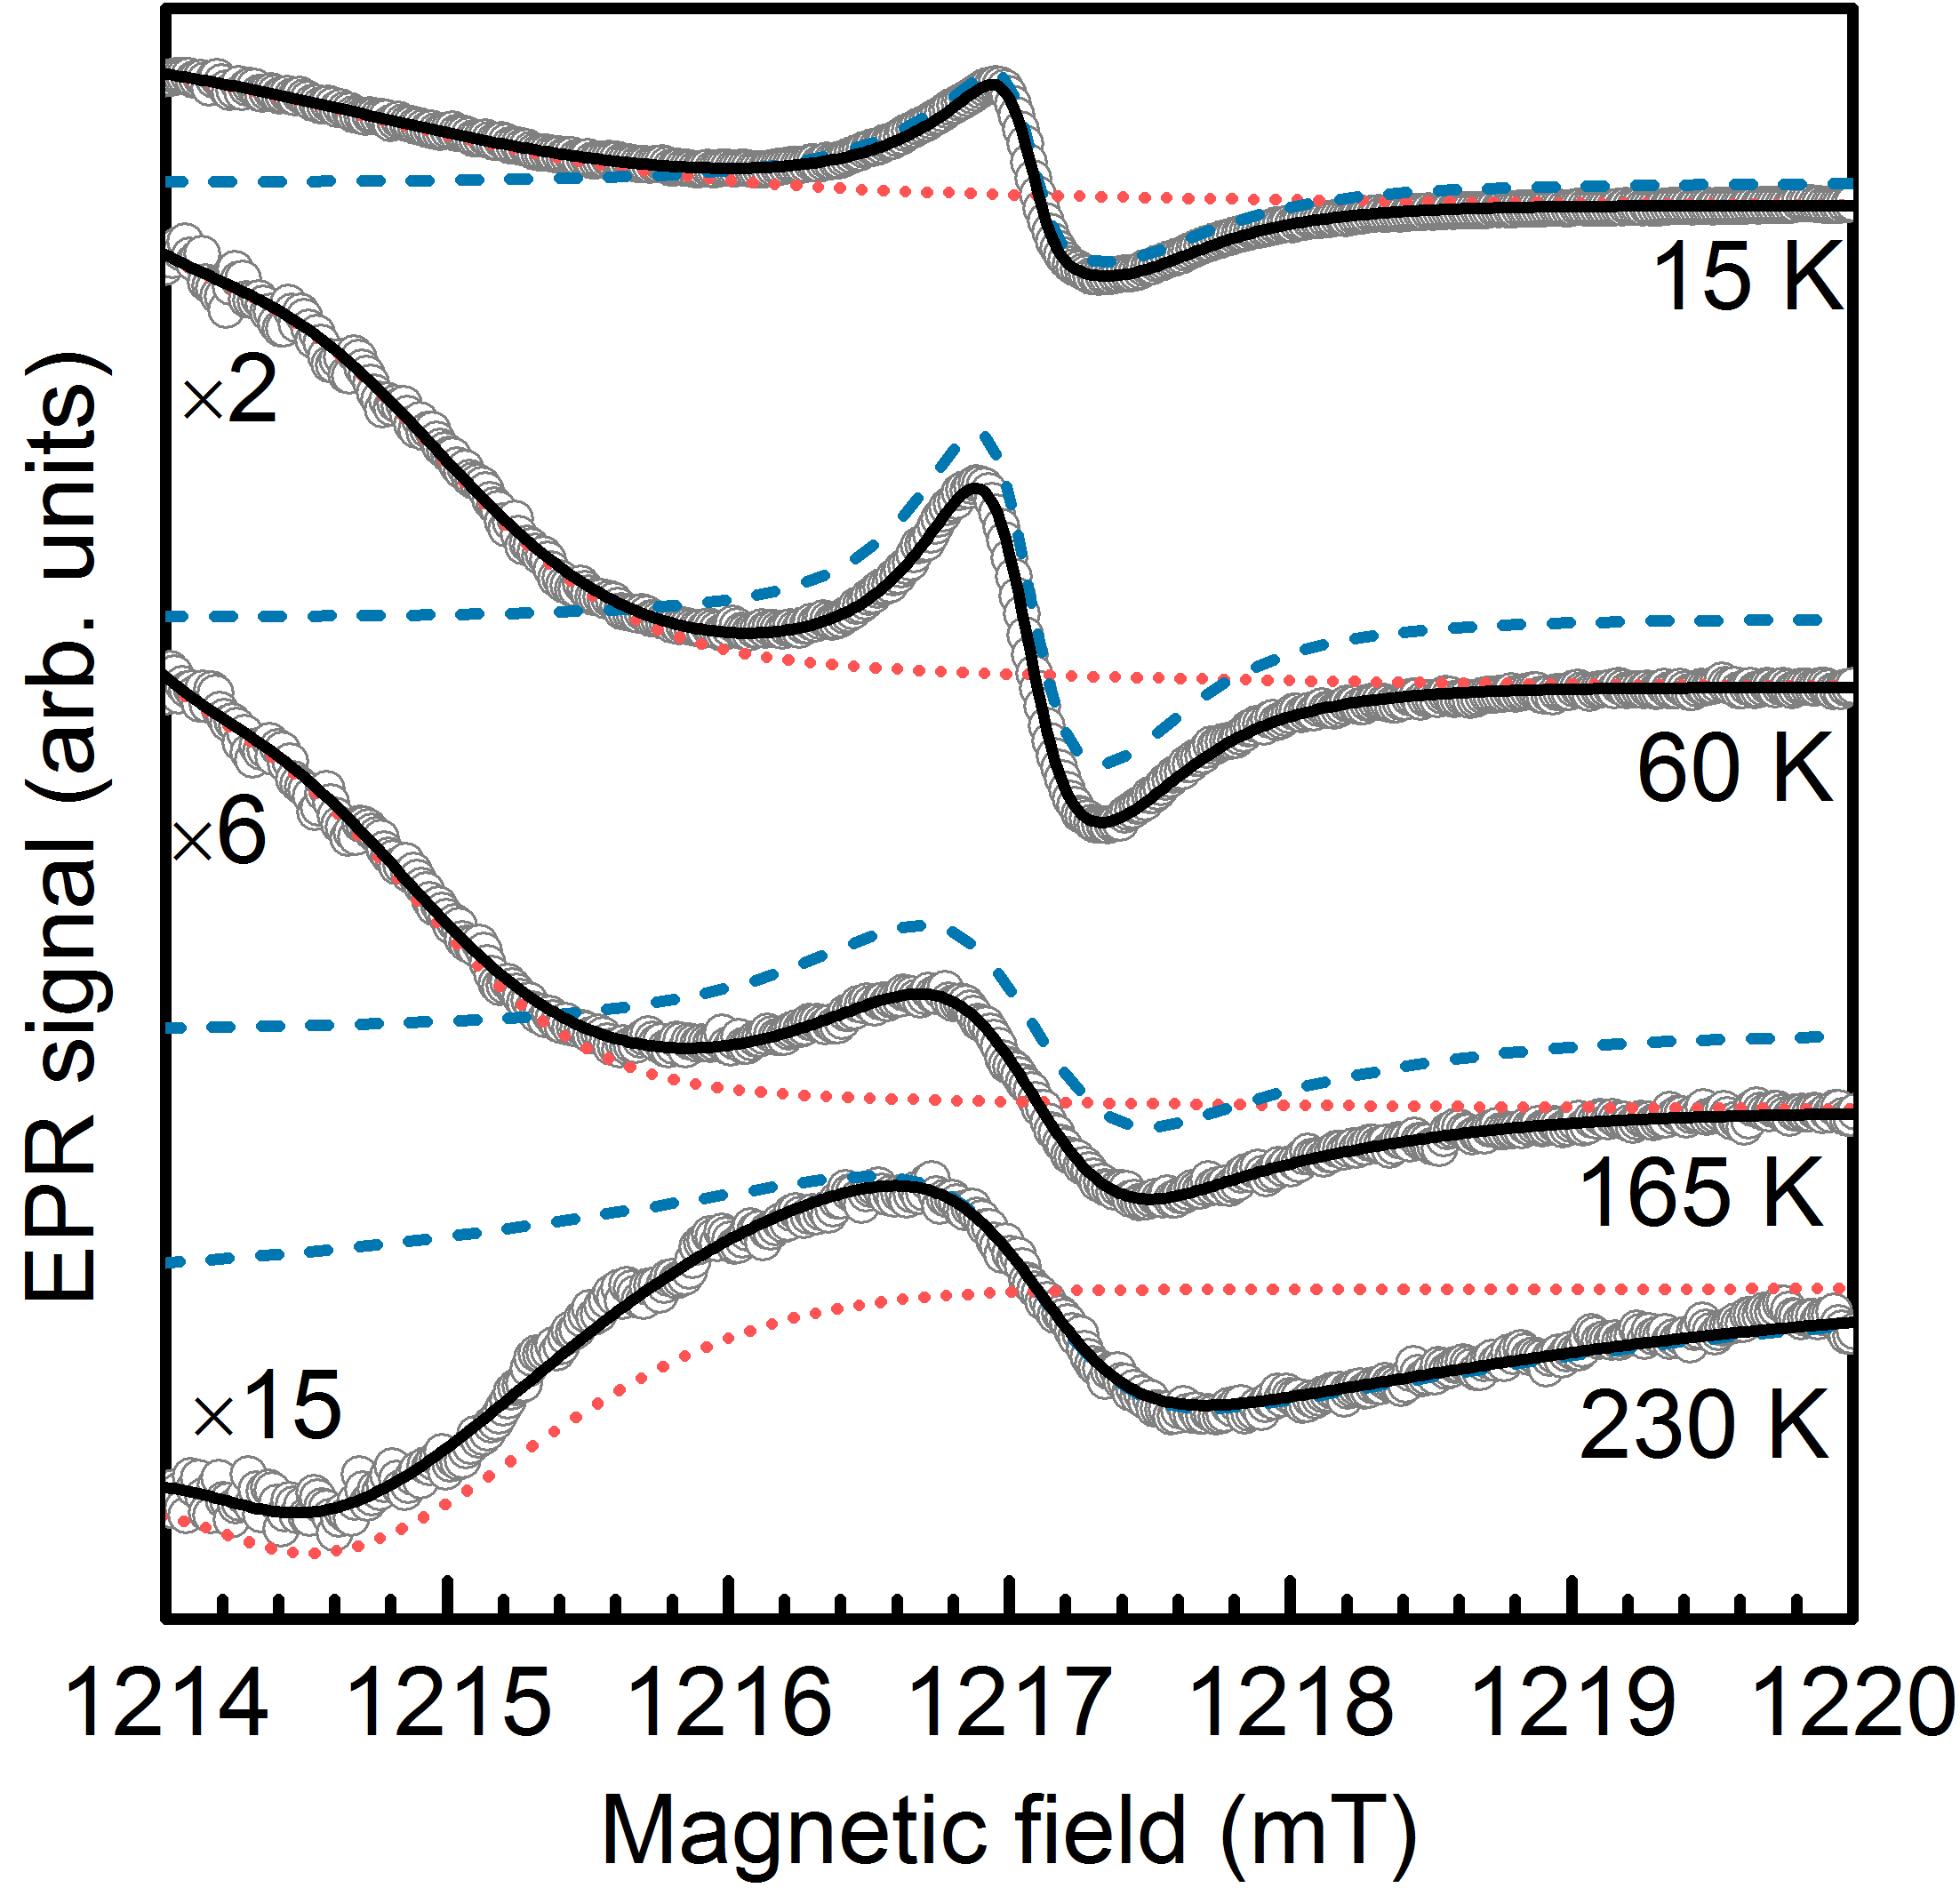 15 K
×2
60 K
×6
165 K
×15
230 K
EPR signal (arb. units)
1214 1215 1216 1217 1218 1219 1220
Magnetic field (mT)